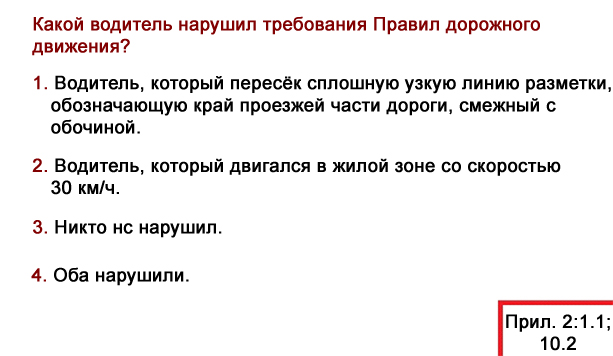 Какой водитель нарушил требования Правил дорожного
движения?
1. Водитель, который пересёк сплошную узкую линию разметки,
обозначающую край проезжей части дороги, смежный с
обочиной.
2. Водитель, который двигался в жилой зоне со скоростью
30 км/ч.
3. Никто нс нарушил.
4. Оба нарушили.
Прил. 2:1.1;
10.2